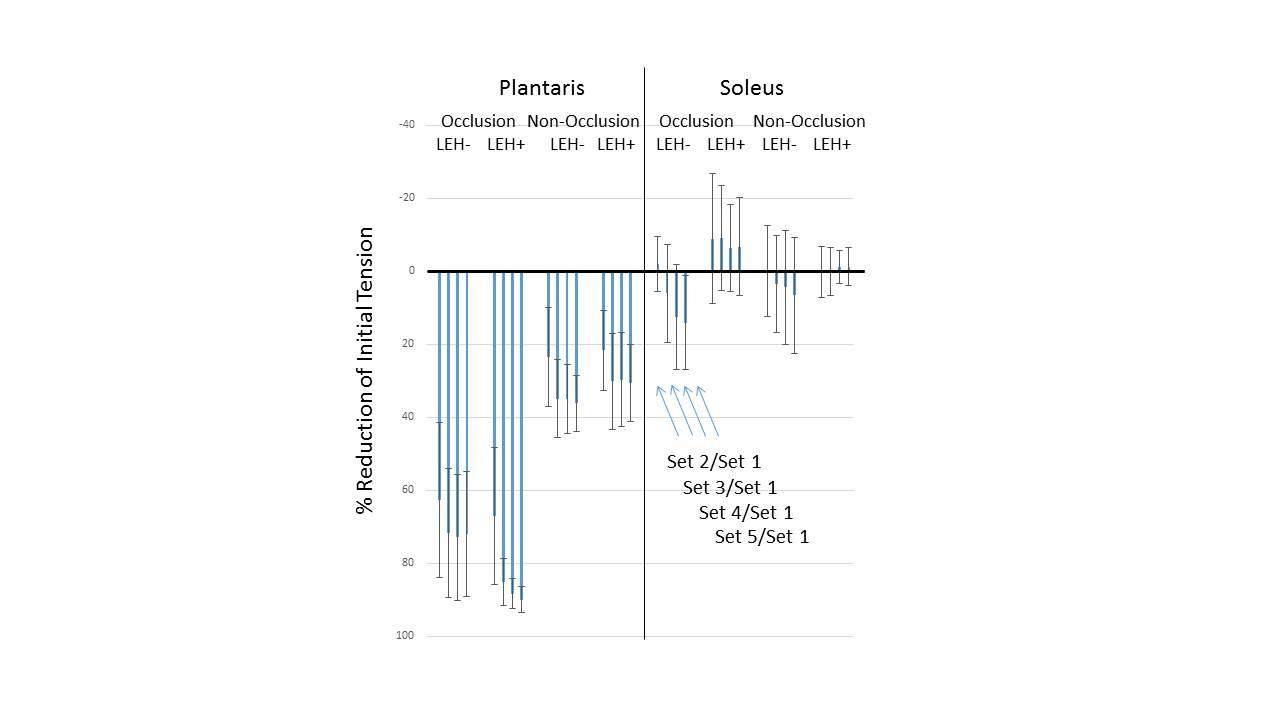 Plantaris Soleus
Occlusion Non-Occlusion Occlusion Non-Occlusion
LEH- LEH+ LEH- LEH+ LEH- LEH+ LEH- LEH+
% Reduction of Initial Tension
-40
-20
0
20
40
60
80
100
Set 2/Set 1
Set 3/Set 1
Set 4/Set 1
Set 5/Set 1